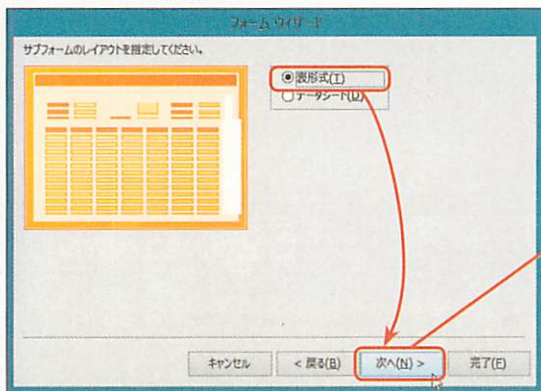 フォーム ウィザード
サブフォームのレイアウトを指定してください。
表形式(T)
データシート(D)
キャンセル
< 戻る(B)
次へ(N) >
完了(F)